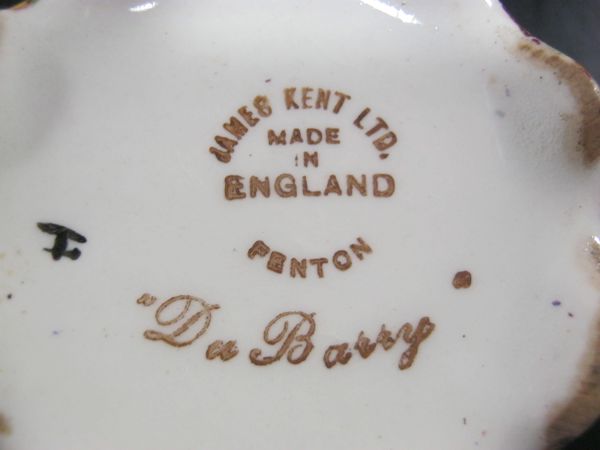 JAMES KENT LTD.
MADE
IN
ENGLAND
FENTON
"Du Barry"